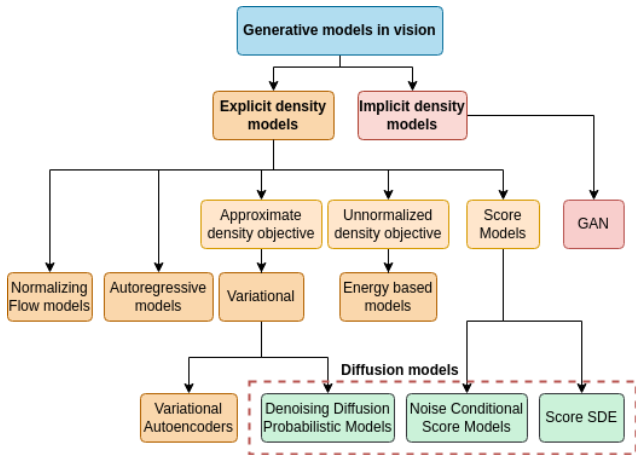 Generative models in vision
Explicit density
models
Implicit density
models
Approximate
density objective
Unnormalized
density objective
Score
Models
GAN
Normalizing
Flow models
Autoregressive
models
Variational
Energy based
models
Diffusion models
Variational
Autoencoders
Denoising Diffusion
Probabilistic Models
Noise Conditional
Score Models
Score SDE